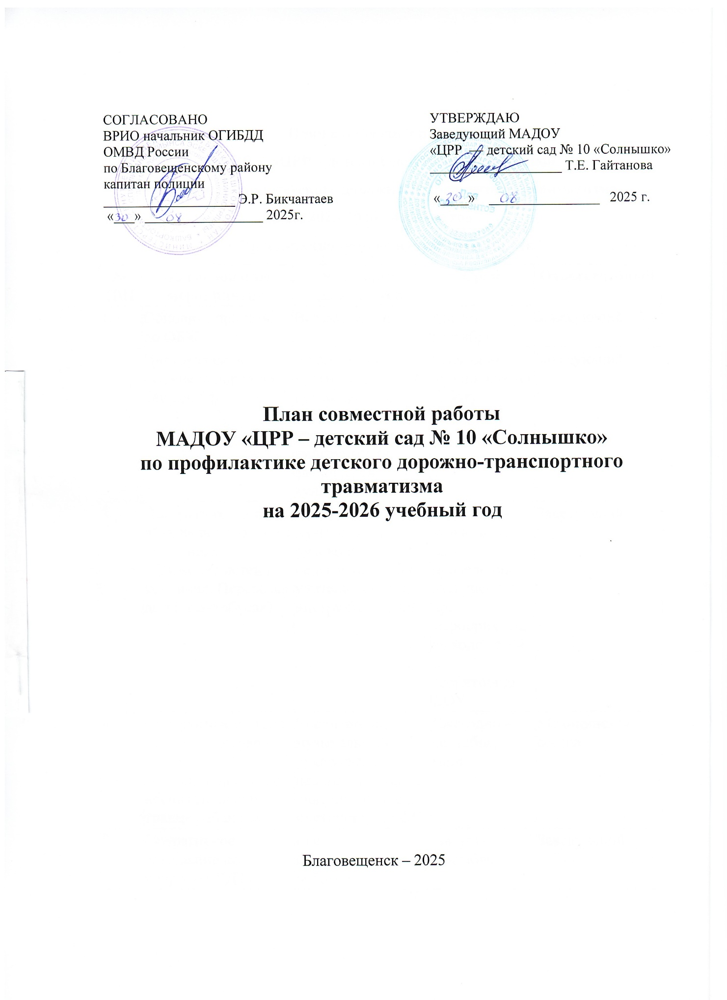 СОГЛАСОВАНО
ВРИО начальник ОГИБДД
ОМВД России
по Благовещенскому району
капитан полиции
___________________ Э.Р. Бикчантаев
«30» 08 2025г.
УТВЕРЖДАЮ
Заведующий МАДОУ
«ЦРР – детский сад № 10 «Солнышко»
___________________ Т.Е. Гайтанова
«30» 08 2025 г.
План совместной работы
МАДОУ «ЦРР – детский сад № 10 «Солнышко»
по профилактике детского дорожно-транспортного
травматизма
на 2025-2026 учебный год
Благовещенск – 2025